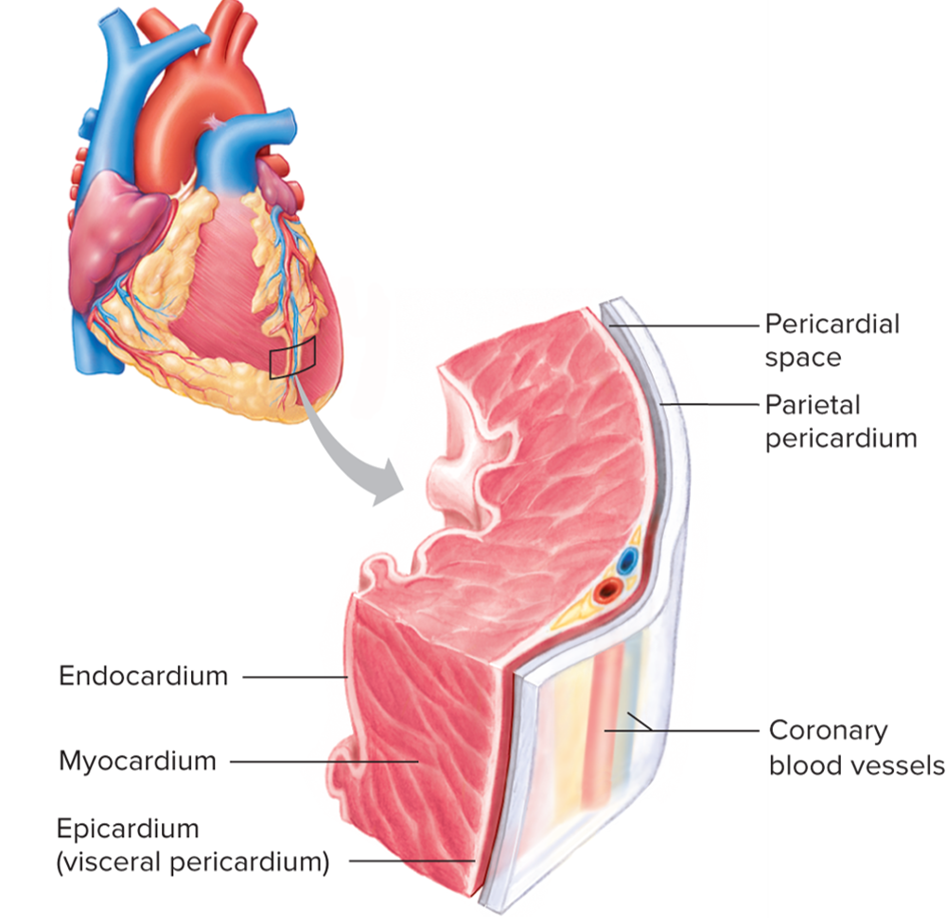 Pericardial
space
Parietal
pericardium
Endocardium
Myocardium
Epicardium
(visceral pericardium)
Coronary
blood vessels